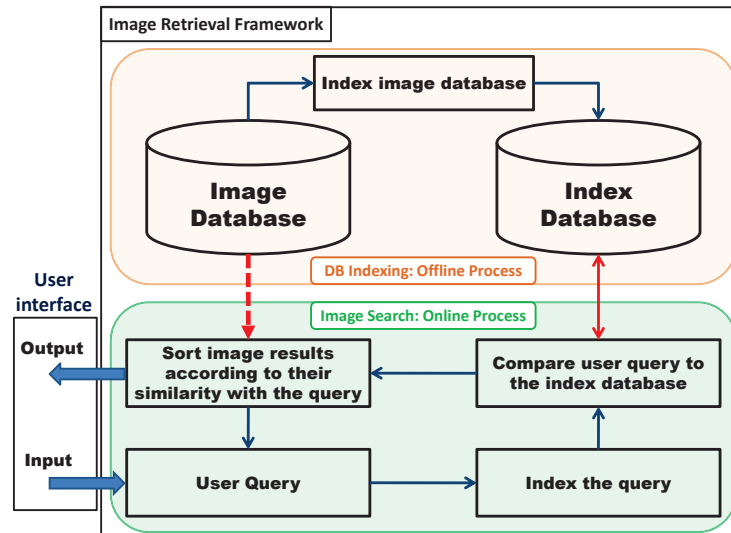 Image Retrieval Framework
Index image database
Image
Database
Index
Database
DB Indexing: Offline Process
User
interface
Image Search: Online Process
Output
Sort image results
according to their
similarity with the query
Compare user query to
the index database
Input
User Query
Index the query